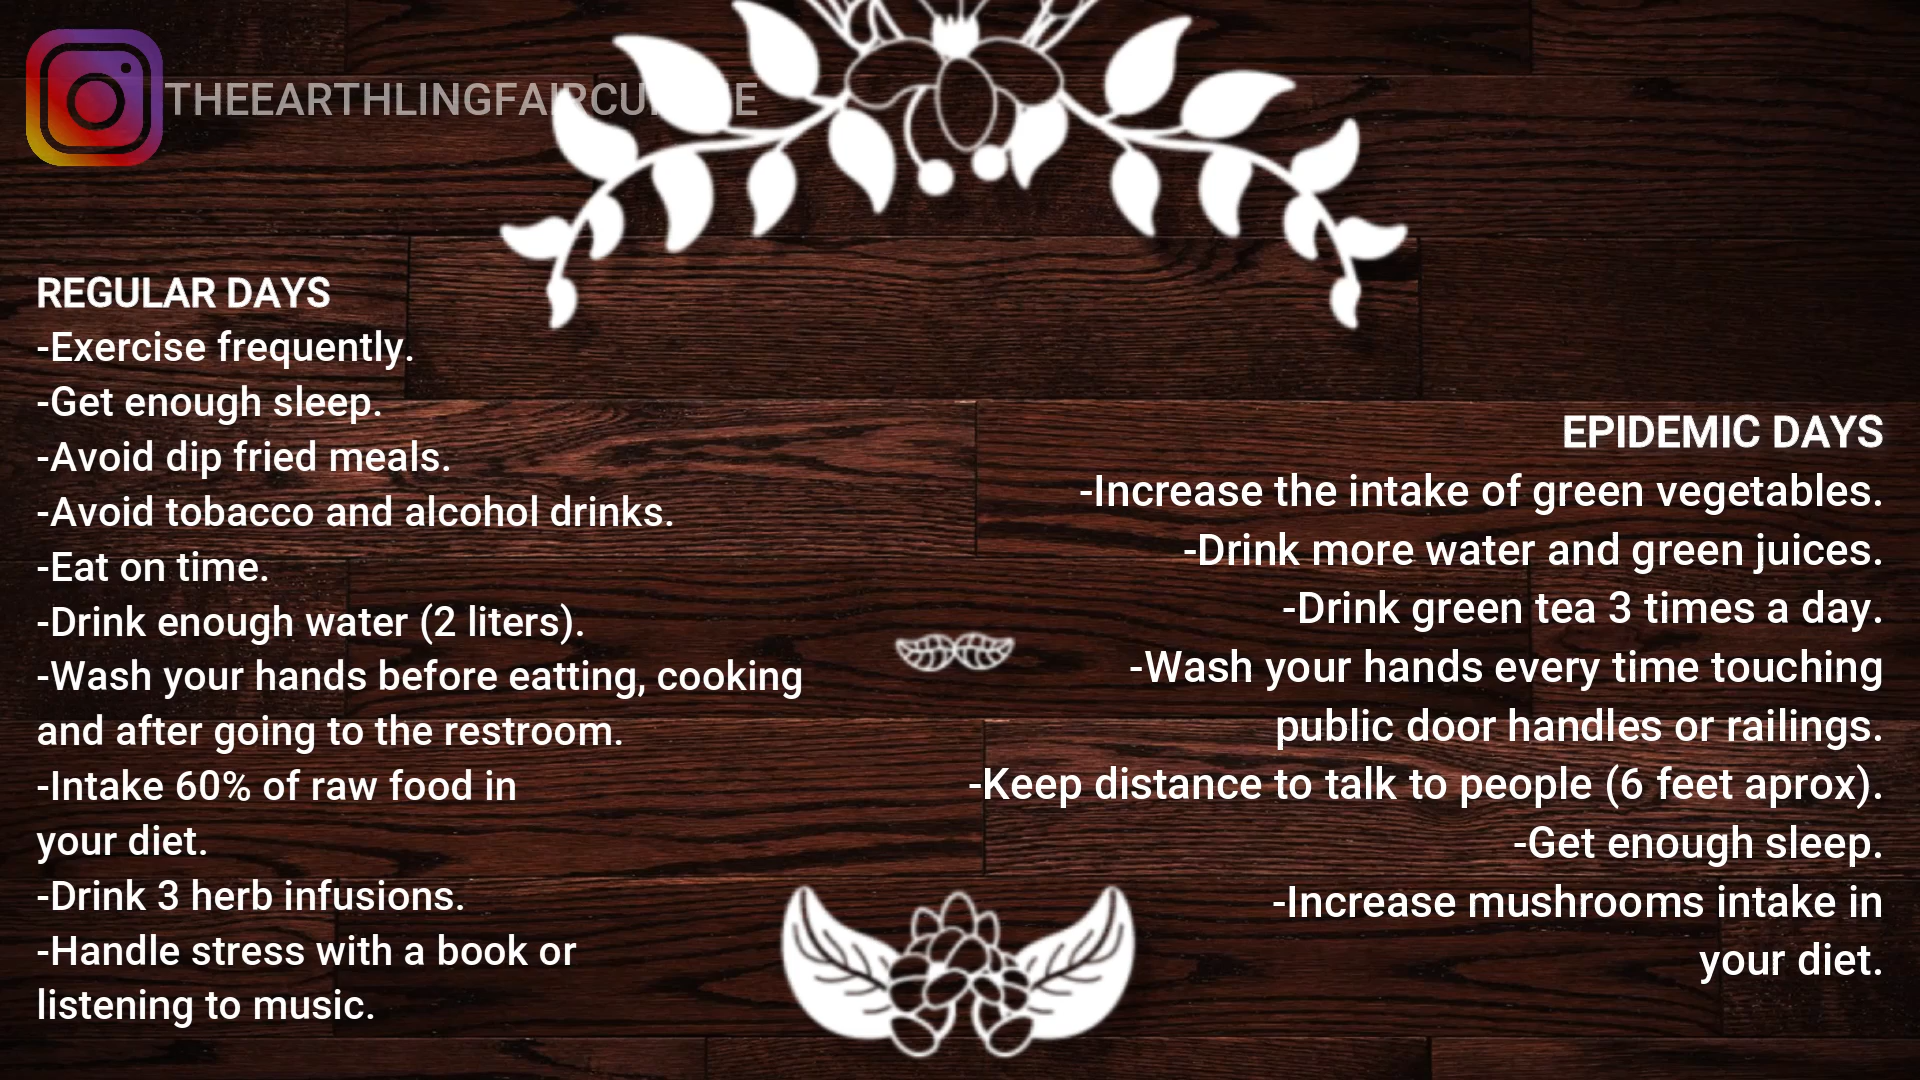 REGULAR DAYS
-Exercise frequently.
-Get enough sleep.
-Avoid dip fried meals.
-Avoid tobacco and alcohol drinks.
-Eat on time.
-Drink enough water (2 liters).
-Wash your hands before eatting, cooking
and after going to the restroom.
-Intake 60% of raw food in
your diet.
-Drink 3 herb infusions.
-Handle stress with a book or
listening to music.
EPIDEMIC DAYS
-Increase the intake of green vegetables.
-Drink more water and green juices.
-Drink green tea 3 times a day.
-Wash your hands every time touching
public door handles or railings.
-Keep distance to talk to people (6 feet aprox).
-Get enough sleep.
-Increase mushrooms intake in
your diet.